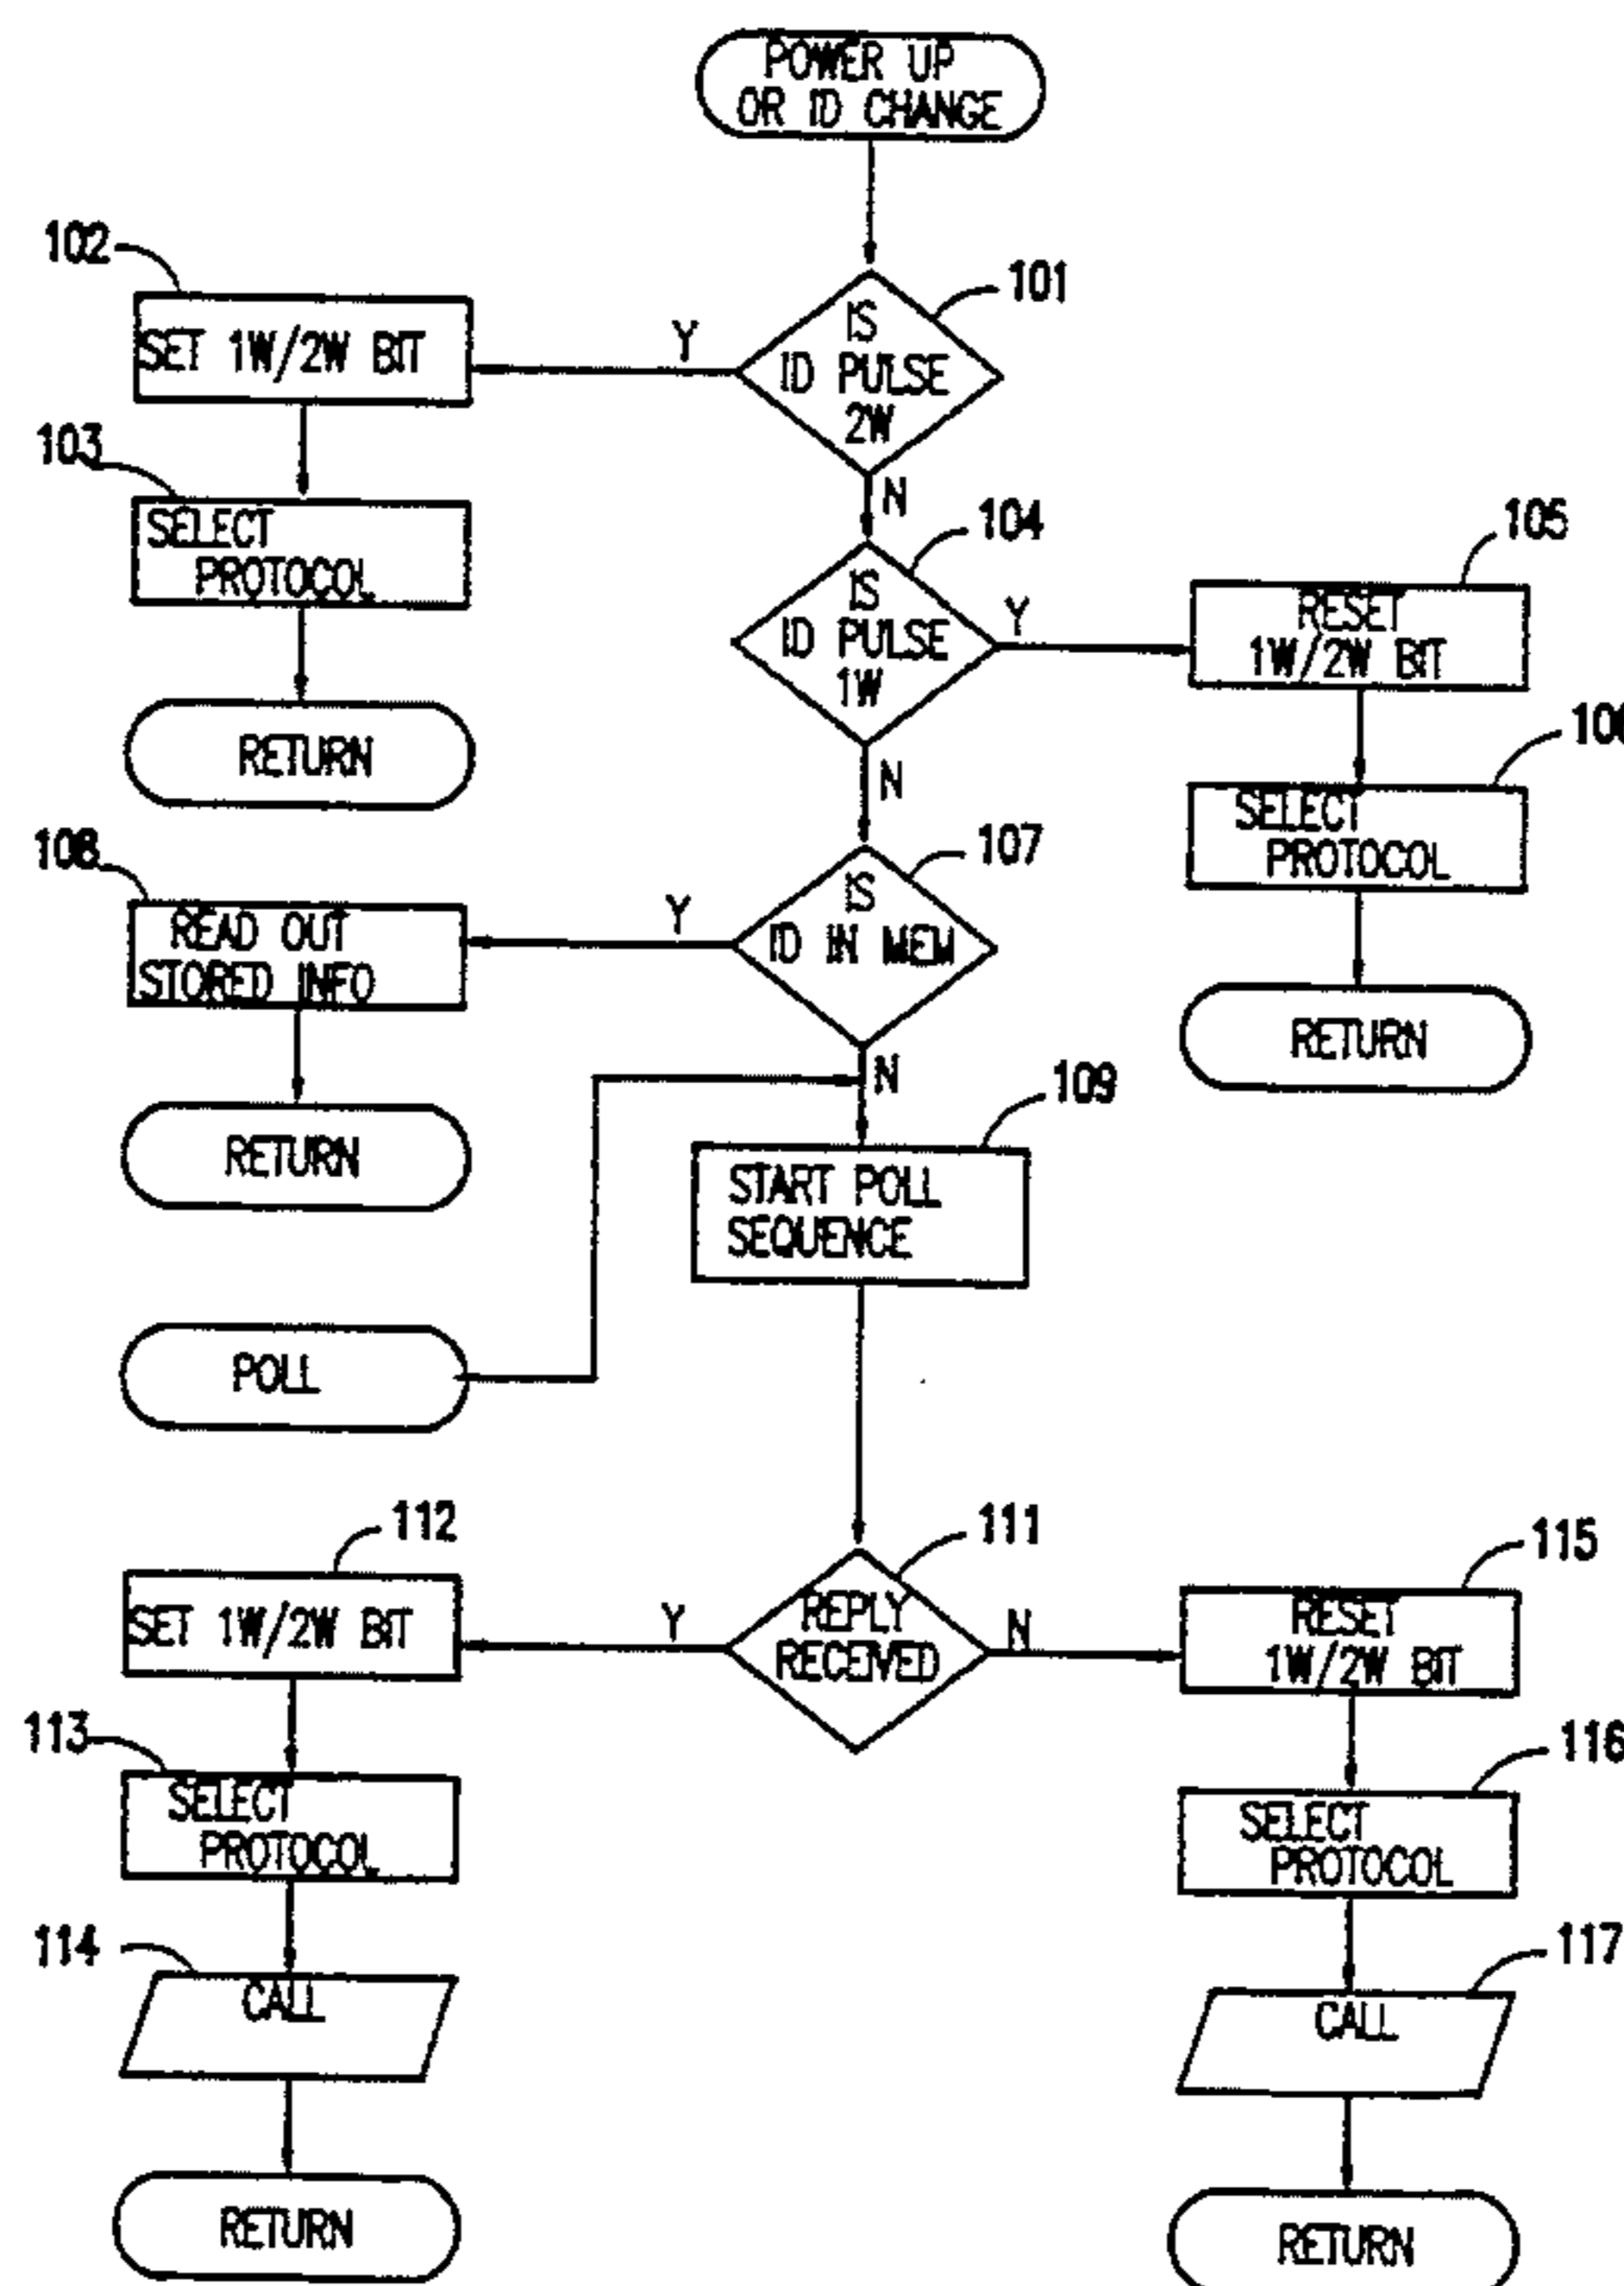 POWER UP
OR ID CHANGE
101
IS
ID PULSE
2W
Y
N
102
SET 1W/2W BIT
103
SELECT
PROTOCOL
RETURN
104
IS
ID PULSE
1W
Y
N
105
RESET
1W/2W BIT
SELECT
PROTOCOL
RETURN
107
IS
ID IN MEM
Y
N
108
READ OUT
STORED INFO
RETURN
109
START POLL
SEQUENCE
POLL
111
REPLY
RECEIVED
Y
N
112
SET 1W/2W BIT
113
SELECT
PROTOCOL
114
CALL
RETURN
115
RESET
1W/2W BIT
116
SELECT
PROTOCOL
117
CALL
RETURN